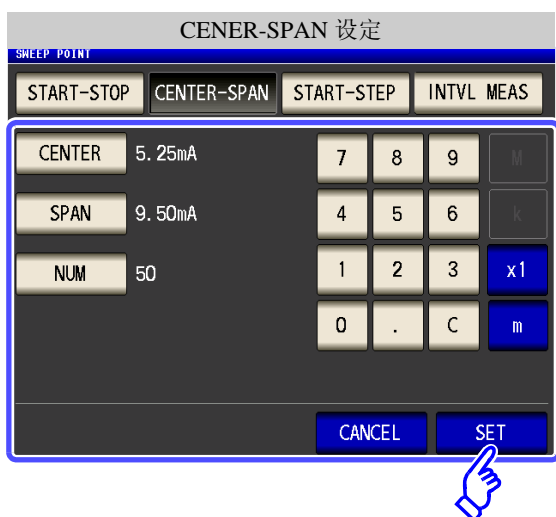 CENER-SPAN 设定
SWEEP POINT
START-STOP CENTER-SPAN START-STEP INTVL MEAS
CENTER 5.25mA 7 8 9 M
SPAN 9.50mA 4 5 6 k
NUM 50 1 2 3 x1
0 . C m
CANCEL SET